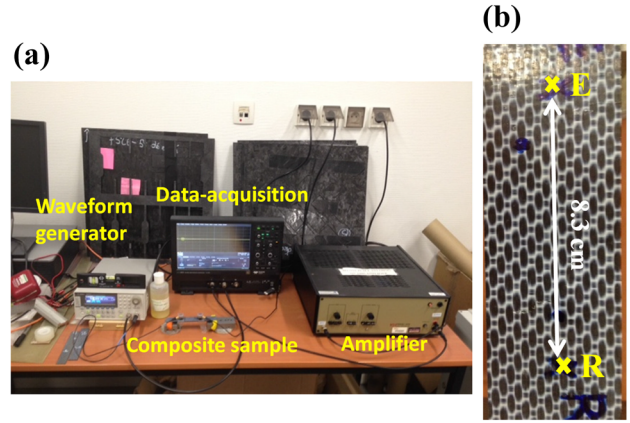 (a)
Waveform
generator
Data-acquisition
Composite sample
Amplifier
(b)
E
8.3 cm
R
R